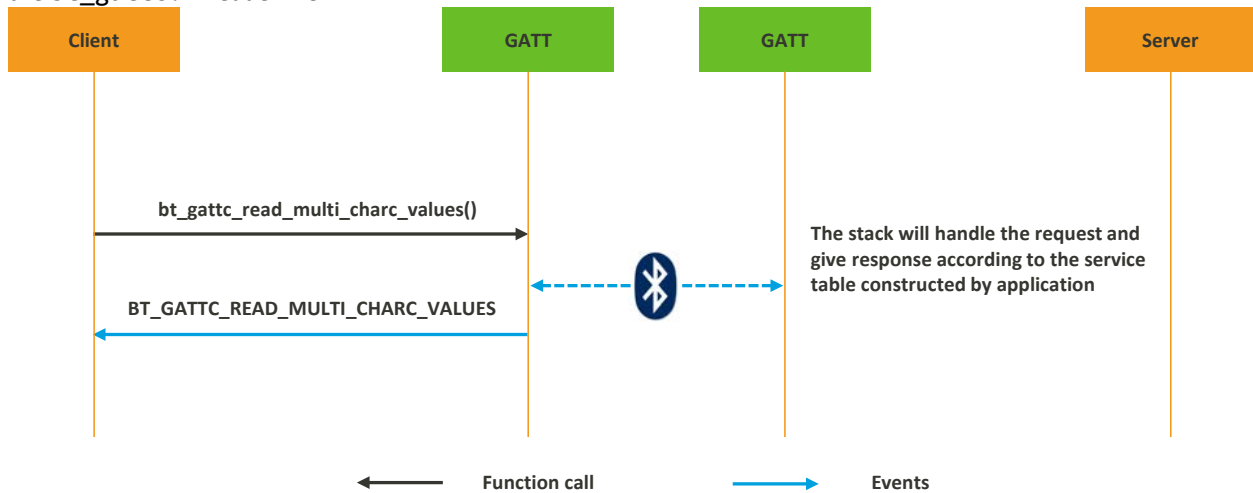 Client
GATT
GATT
Server
bt_gattc_read_multi_charc_values()
The stack will handle the request and
give response according to the service
table constructed by application
BT_GATTC_READ_MULTI_CHARC_VALUES
Function call
Events